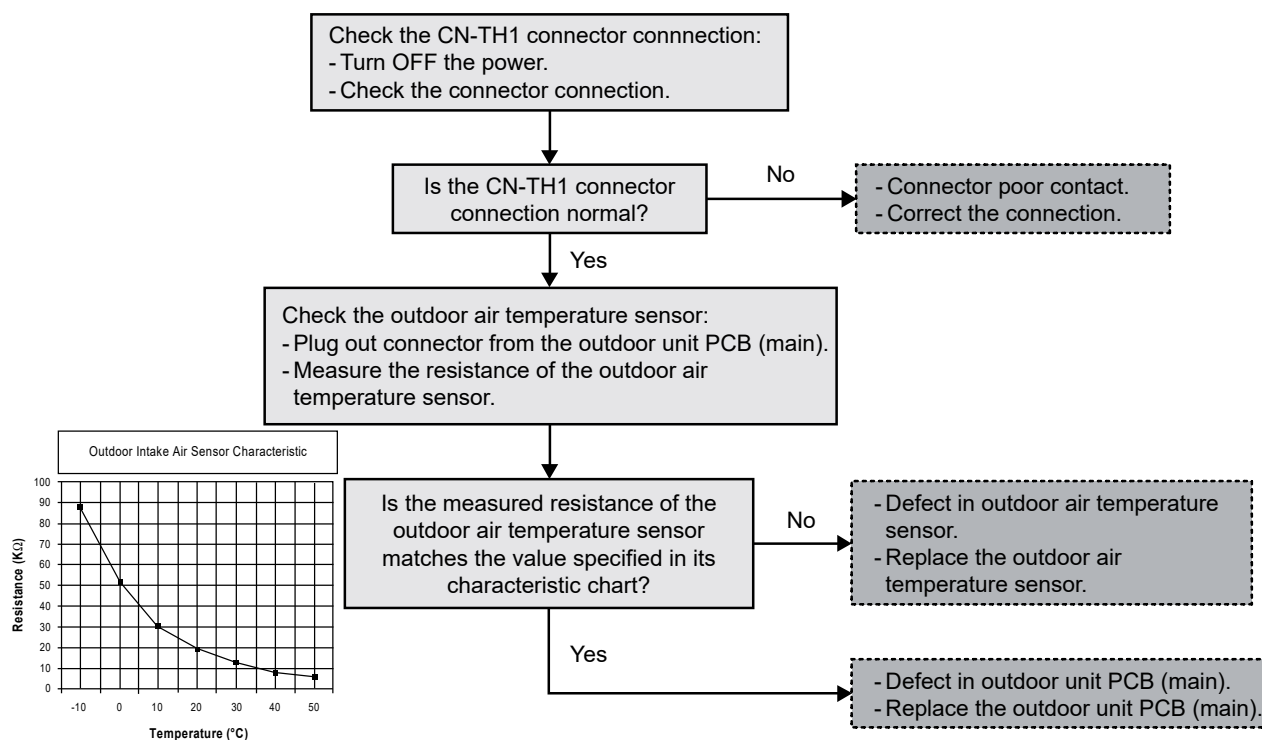 Check the CN-TH1 connector connnection:
- Turn OFF the power.
- Check the connector connection.
Is the CN-TH1 connector
connection normal?
No
- Connector poor contact.
- Correct the connection.
Yes
Check the outdoor air temperature sensor:
- Plug out connector from the outdoor unit PCB (main).
- Measure the resistance of the outdoor air
temperature sensor.
Outdoor Intake Air Sensor Characteristic
100
90
80
70
60
50
40
30
20
10
0
Resistance (KΩ)
-10 0 10 20 30 40 50
Temperature (°C)
Is the measured resistance of the
outdoor air temperature sensor
matches the value specified in its
characteristic chart?
No
- Defect in outdoor air temperature
sensor.
- Replace the outdoor air
temperature sensor.
Yes
- Defect in outdoor unit PCB (main).
- Replace the outdoor unit PCB (main).